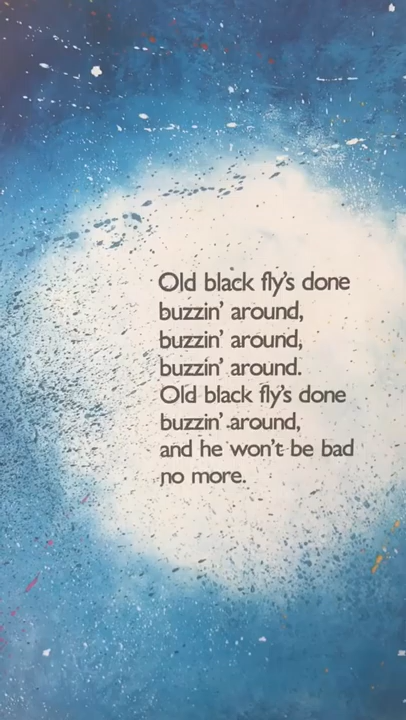 Old black fly's done
buzzin' around,
buzzin' around,
buzzin' around.
Old black fly's done
buzzin' around,
and he won't be bad
no more.